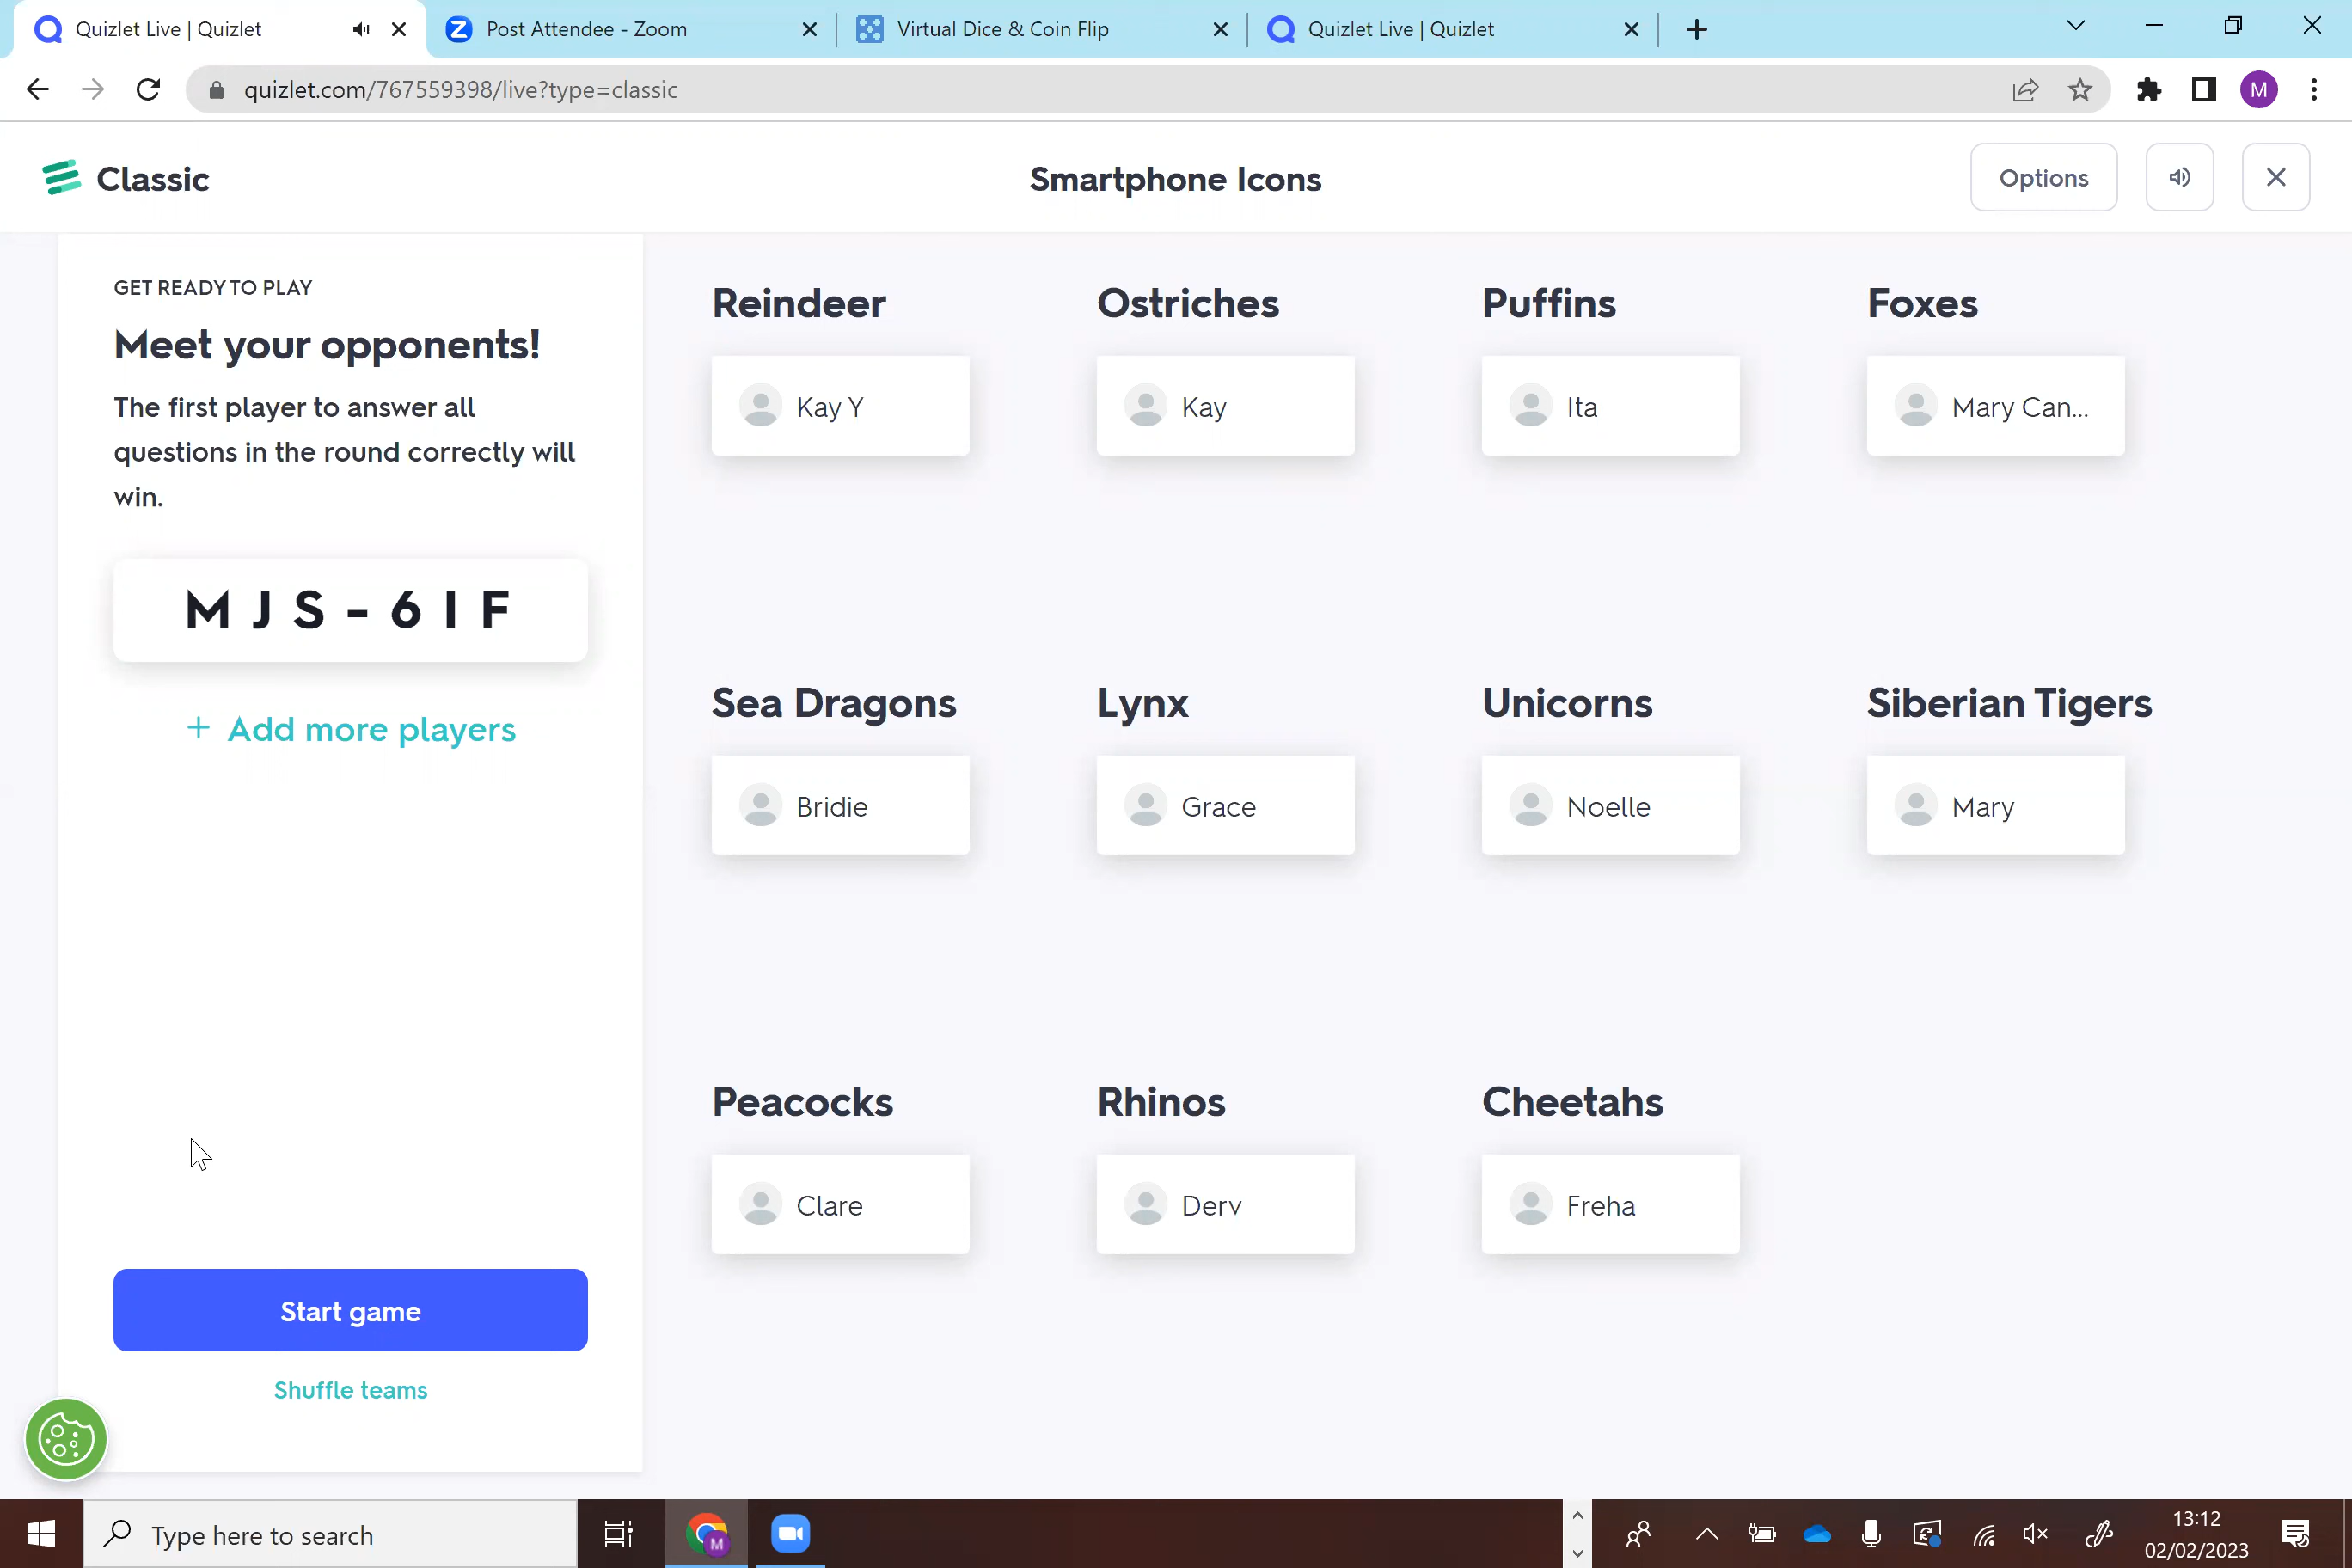 Quizlet Live | Quizlet
Post Attendee - Zoom
Virtual Dice & Coin Flip
Quizlet Live | Quizlet
quizlet.com/767559398/live?type=classic
M
Classic
Smartphone Icons
Options
GET READY TO PLAY
Meet your opponents!
The first player to answer all
questions in the round correctly will
win.
MJS-6IF
+ Add more players
Start game
Shuffle teams
Reindeer
Kay Y
Ostriches
Kay
Puffins
Ita
Foxes
Mary Can...
Sea Dragons
Bridie
Lynx
Grace
Unicorns
Noelle
Siberian Tigers
Mary
Peacocks
Clare
Rhinos
Derv
Cheetahs
Freha
Type here to search
M
13:12
02/02/2023